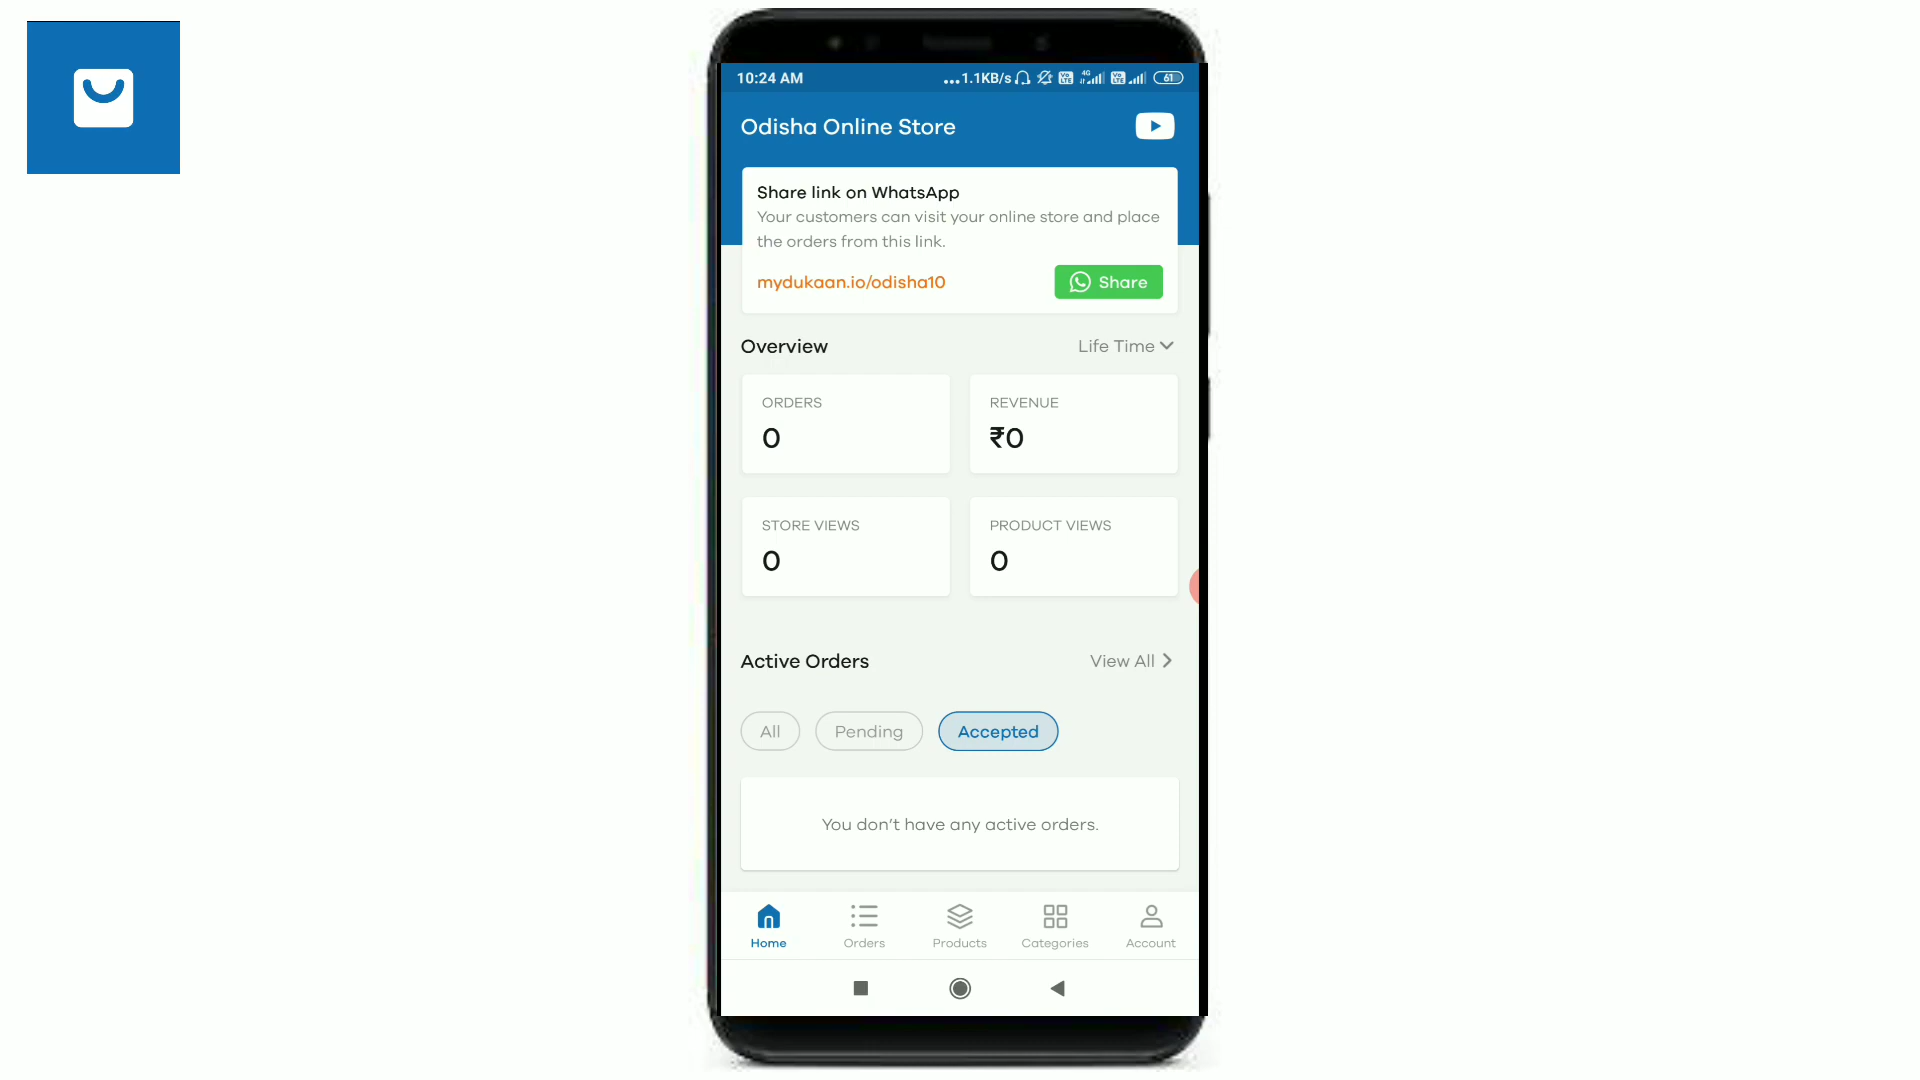 10:24 AM
...1.1KB/s 4G 61
Odisha Online Store
Share link on WhatsApp
Your customers can visit your online store and place
the orders from this link.
mydukaan.io/odisha10
Share
Overview
Life Time
ORDERS
0
REVENUE
₹0
STORE VIEWS
0
PRODUCT VIEWS
0
Active Orders
View All
All
Pending
Accepted
You don't have any active orders.
Home
Orders
Products
Categories
Account